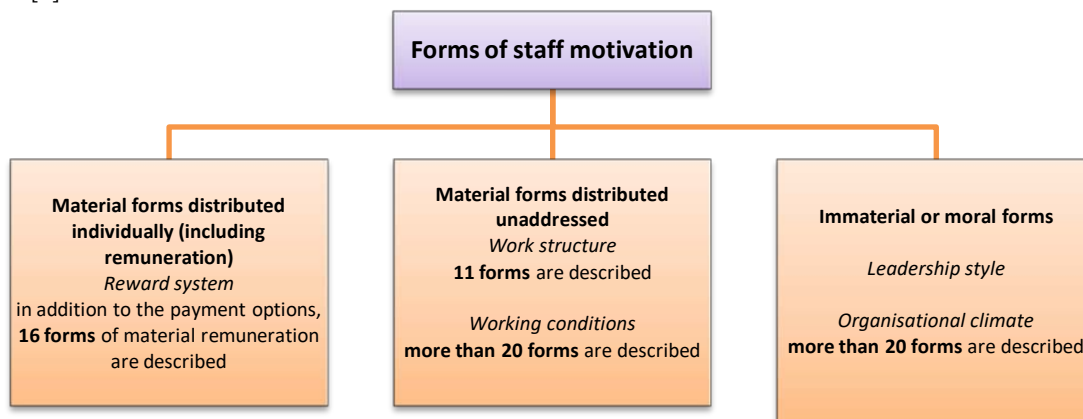 Forms of staff motivation
Material forms distributed
individually (including
remuneration)
Reward system
in addition to the payment options,
16 forms of material remuneration
are described
Material forms distributed
unaddressed
Work structure
11 forms are described
Working conditions
more than 20 forms are described
Immaterial or moral forms
Leadership style
Organisational climate
more than 20 forms are described